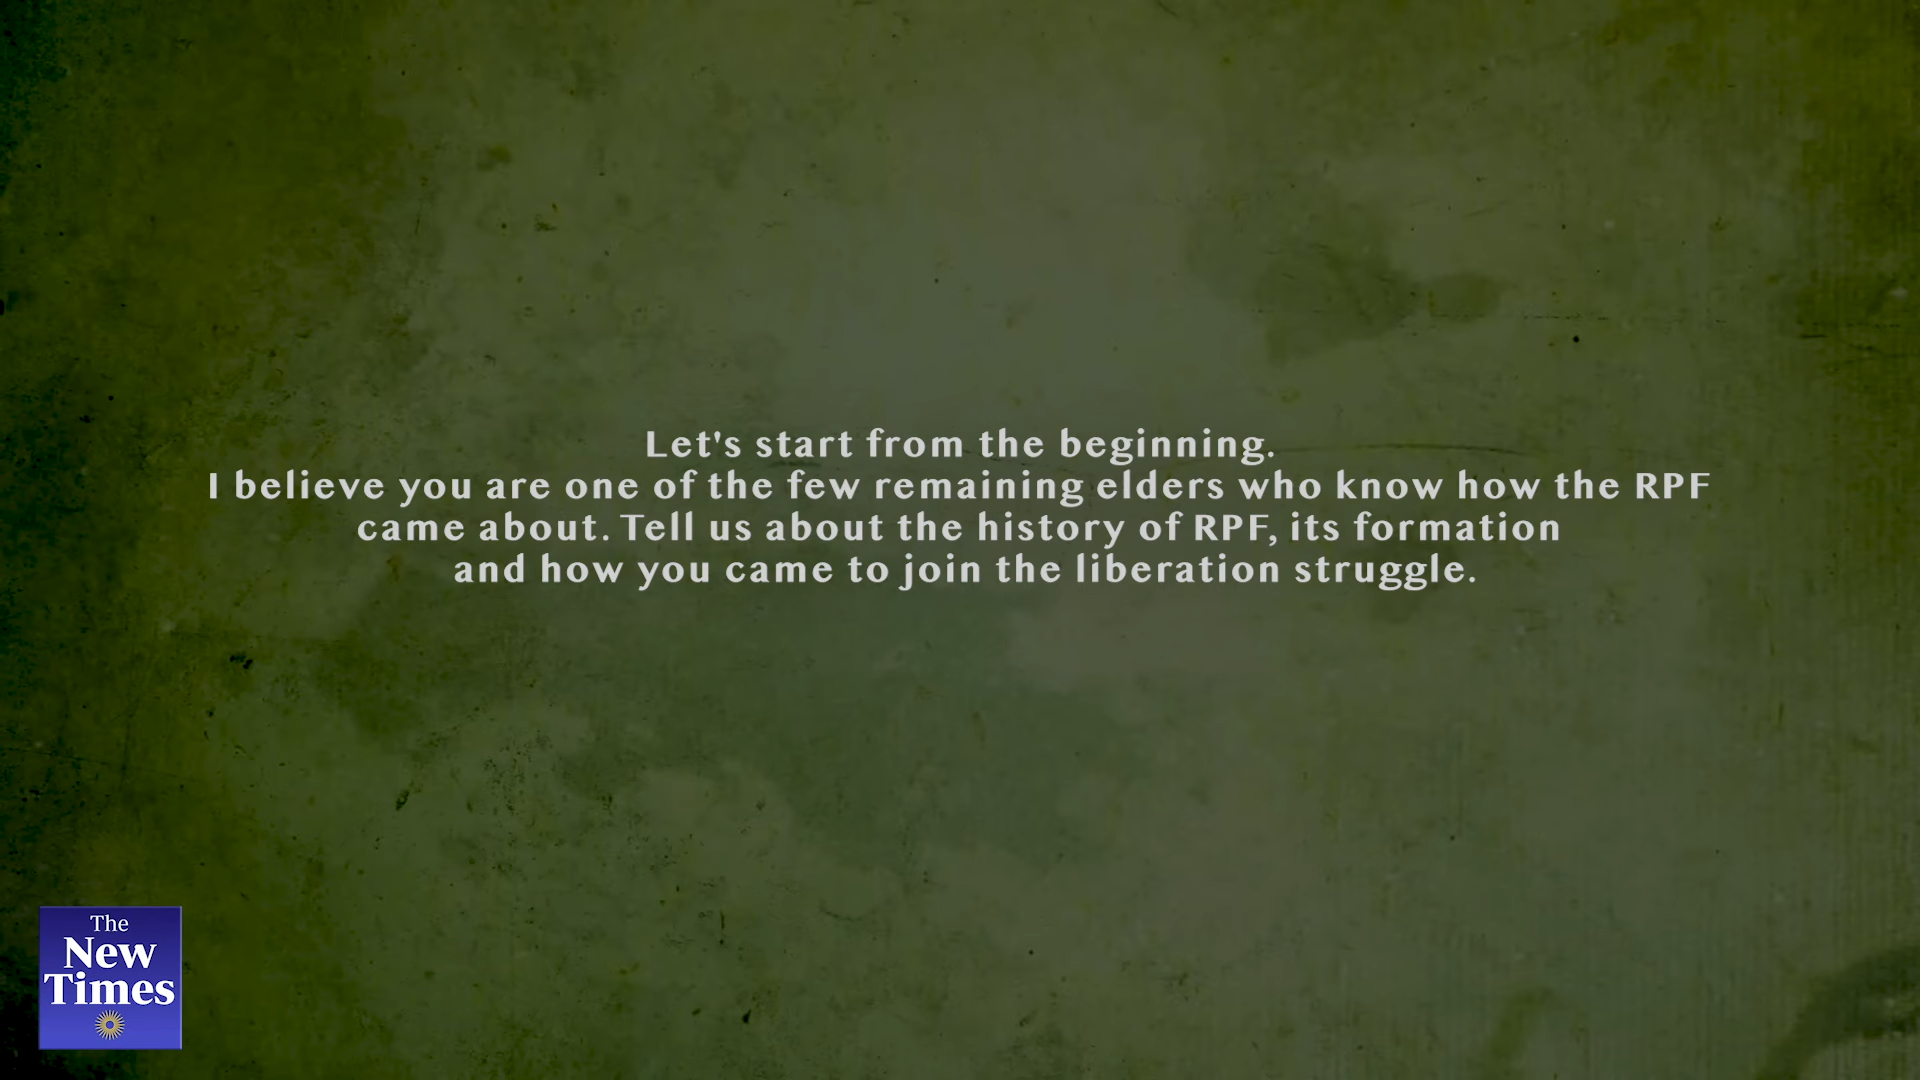 Let's start from the beginning.
I believe you are one of the few remaining elders who know how the RPF
came about. Tell us about the history of RPF, its formation
and how you came to join the liberation struggle.
The
New
Times